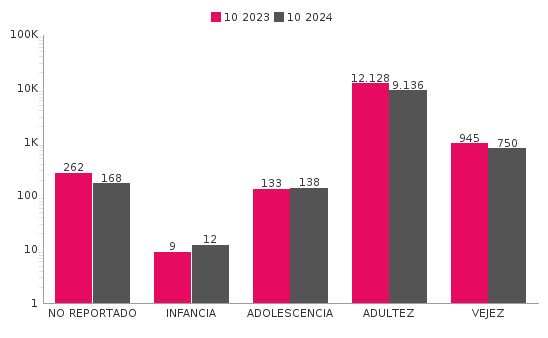 10 2023 10 2024
100K
10K
1K
100
10
1
262 168
9 12
133 138
12.128 9.136
945 750
NO REPORTADO INFANCIA ADOLESCENCIA ADULTEZ VEJEZ